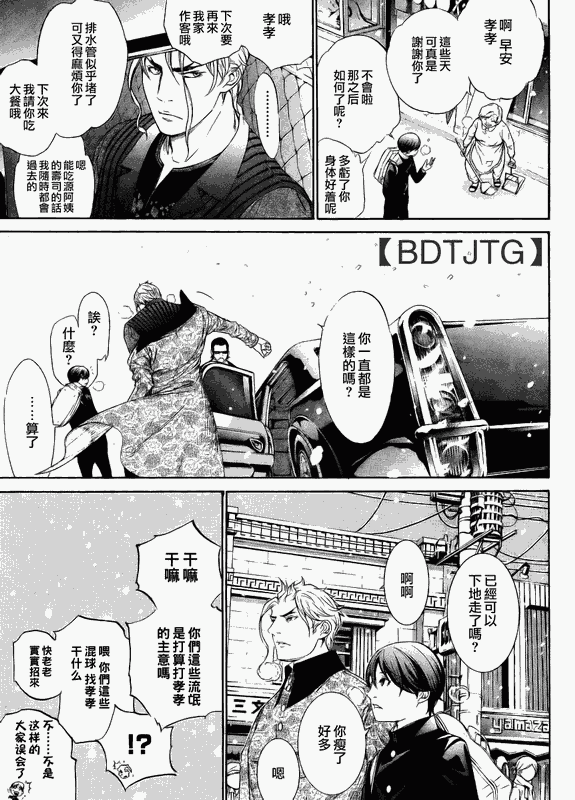 啊 早安
孝孝
這些天
可真是
謝謝你了
不會啦
那之后
如何了呢?
多虧了你
身体好着呢
哦
孝孝
下次要
再來
我家
作客哦
………
排水管似乎堵了
可又得麻煩你了
下次來
我請你吃
大餐哦
嗯
能吃源阿姨
的壽司的話
我隨時都會
過去的
【BDTJTG】
你一直都是
這樣的嗎?
誒?
什麼?
……
算了
已經可以
下地走了嗎?
啊啊
你瘦了
好多
嗯
三文
yamaza
干嘛
干嘛
你們這些流氓
是打算打孝孝
的主意嗎
喂 你們這些
混球 找孝孝
干什么
快老老
實實招來
!?
不……不是
这样的
大家误会了